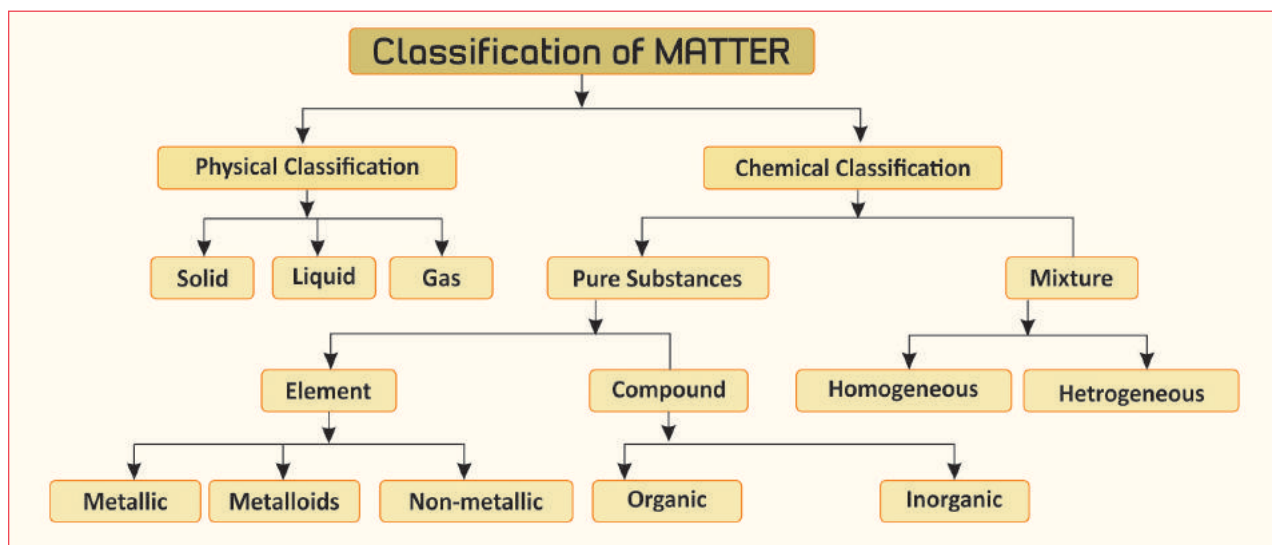 Classification of MATTER
Physical Classification
Chemical Classification
Solid
Liquid
Gas
Pure Substances
Mixture
Element
Compound
Homogeneous
Hetrogeneous
Metallic
Metalloids
Non-metallic
Organic
Inorganic